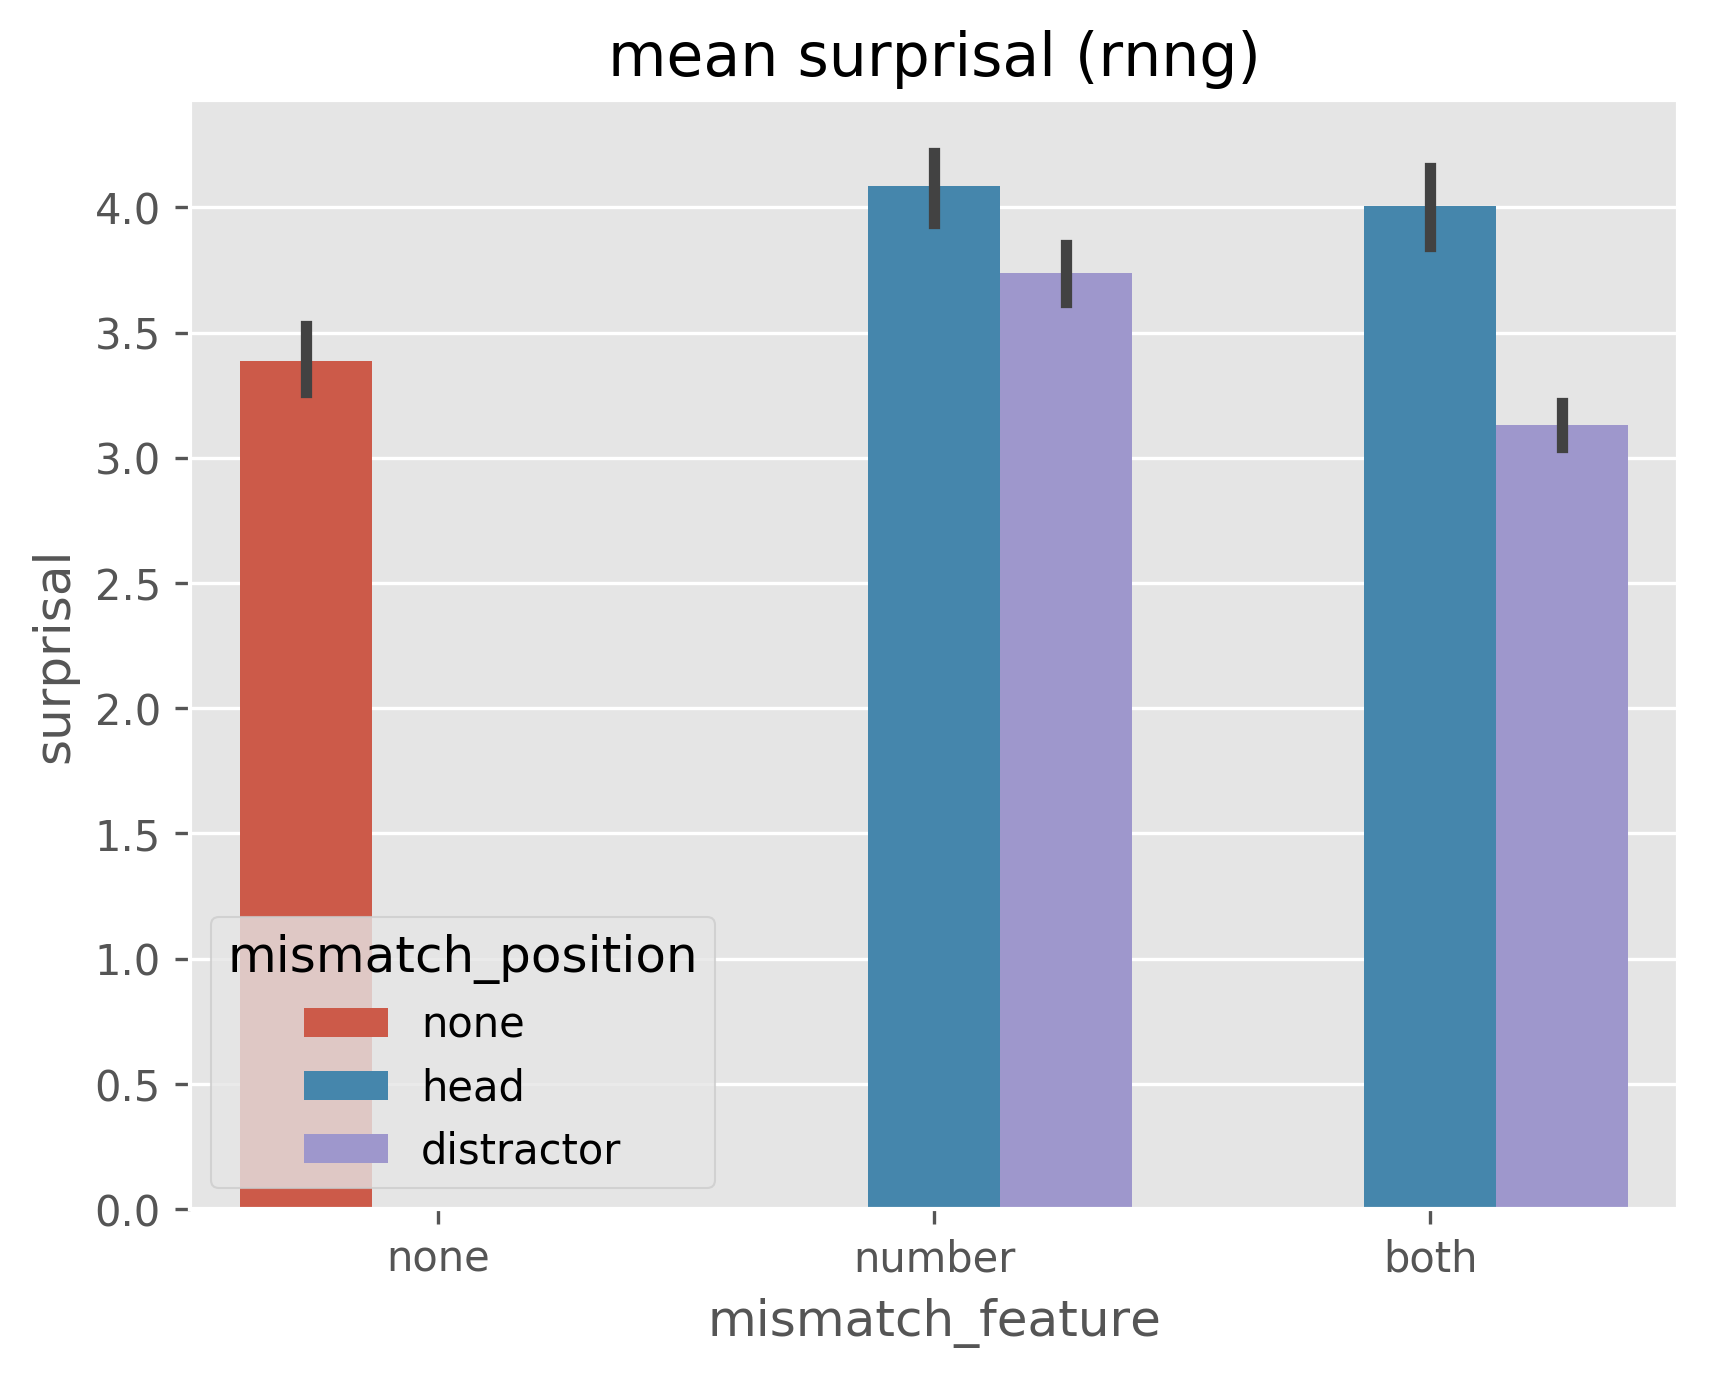 mean surprisal (rnng)
surprisal
4.0
3.5
3.0
2.5
2.0
1.5
1.0
0.5
0.0
mismatch_position
none
head
distractor
none number both
mismatch_feature